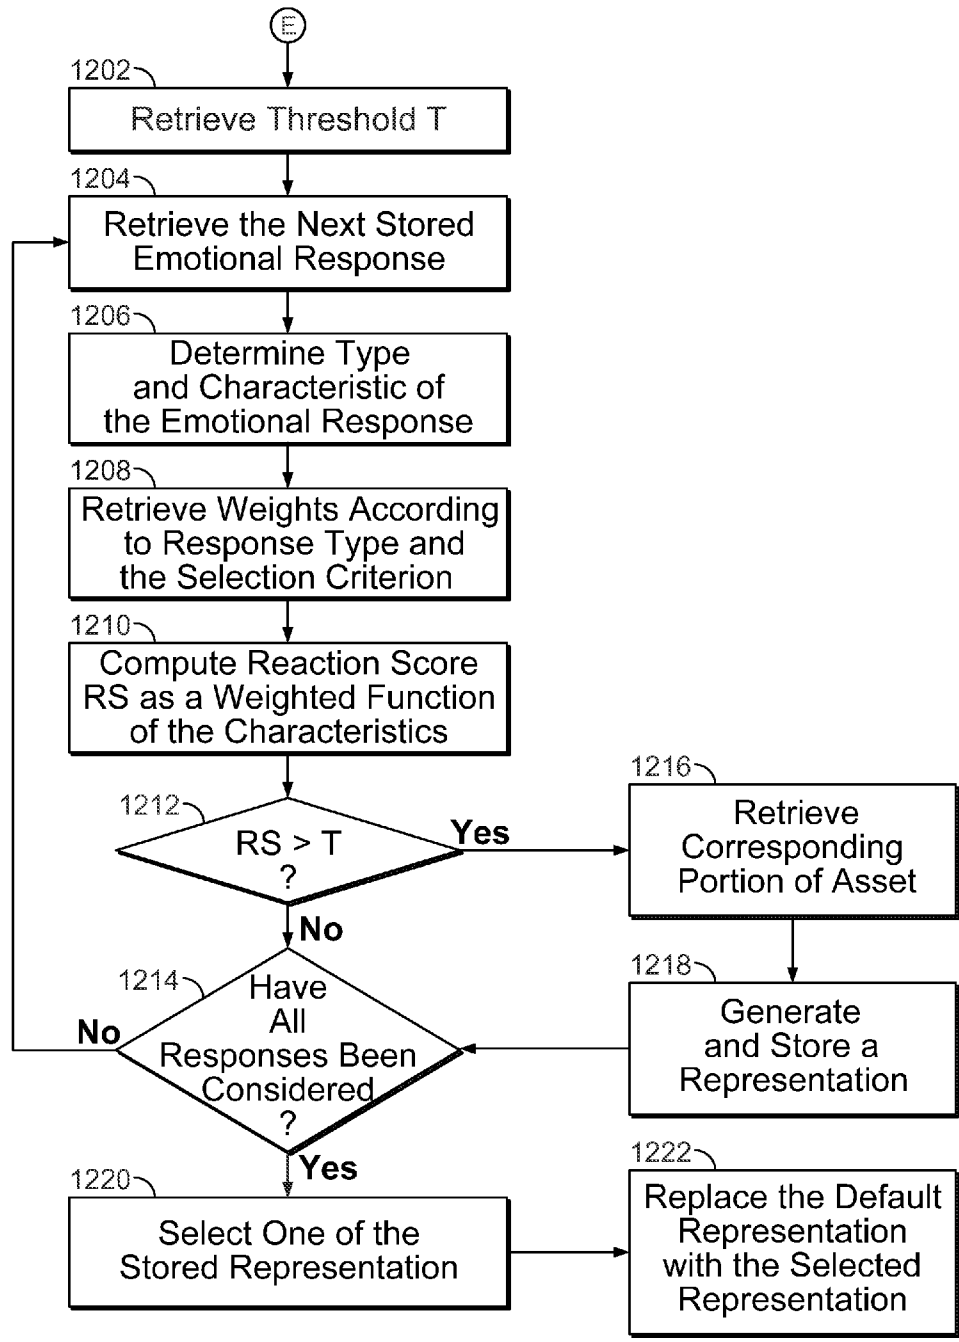 E
1202
Retrieve Threshold T
1204
Retrieve the Next Stored
Emotional Response
1206
Determine Type
and Characteristic of
the Emotional Response
1208
Retrieve Weights According
to Response Type and
the Selection Criterion
1210
Compute Reaction Score
RS as a Weighted Function
of the Characteristics
1212
RS > T
?
Yes
No
1216
Retrieve
Corresponding
Portion of Asset
1218
Generate
and Store a
Representation
1214
Have
All
Responses Been
Considered
?
No
Yes
1220
Select One of the
Stored Representation
1222
Replace the Default
Representation
with the Selected
Representation